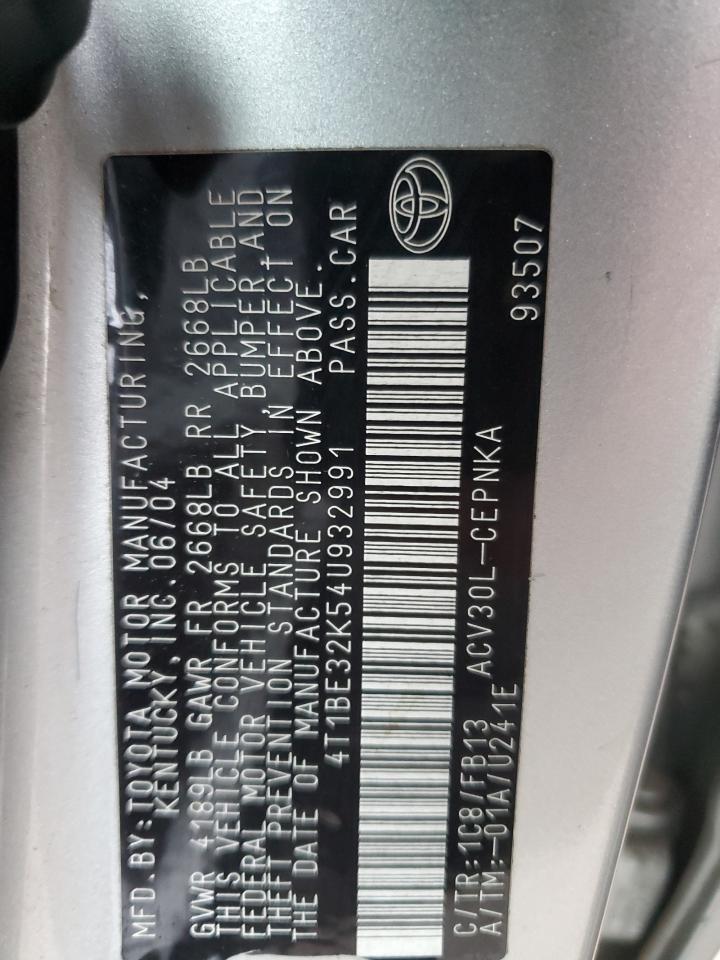 MFD.BY:TOYOTA MOTOR MANUFACTURING,
KENTUCKY, INC. 06/04
GVWR 4189LB GAWR FR 2668LB RR 2668LB
THIS VEHICLE CONFORMS TO ALL APPLICABLE
FEDERAL MOTOR VEHICLE SAFETY, BUMPER, AND
THEFT PREVENTION STANDARDS IN EFFECT ON
THE DATE OF MANUFACTURE SHOWN ABOVE.
4T1BE32K54U932991 PASS.CAR
C/TR:1C8/FB13 ACV30L-CEPNKA
A/TM:-01A/U241E 93507